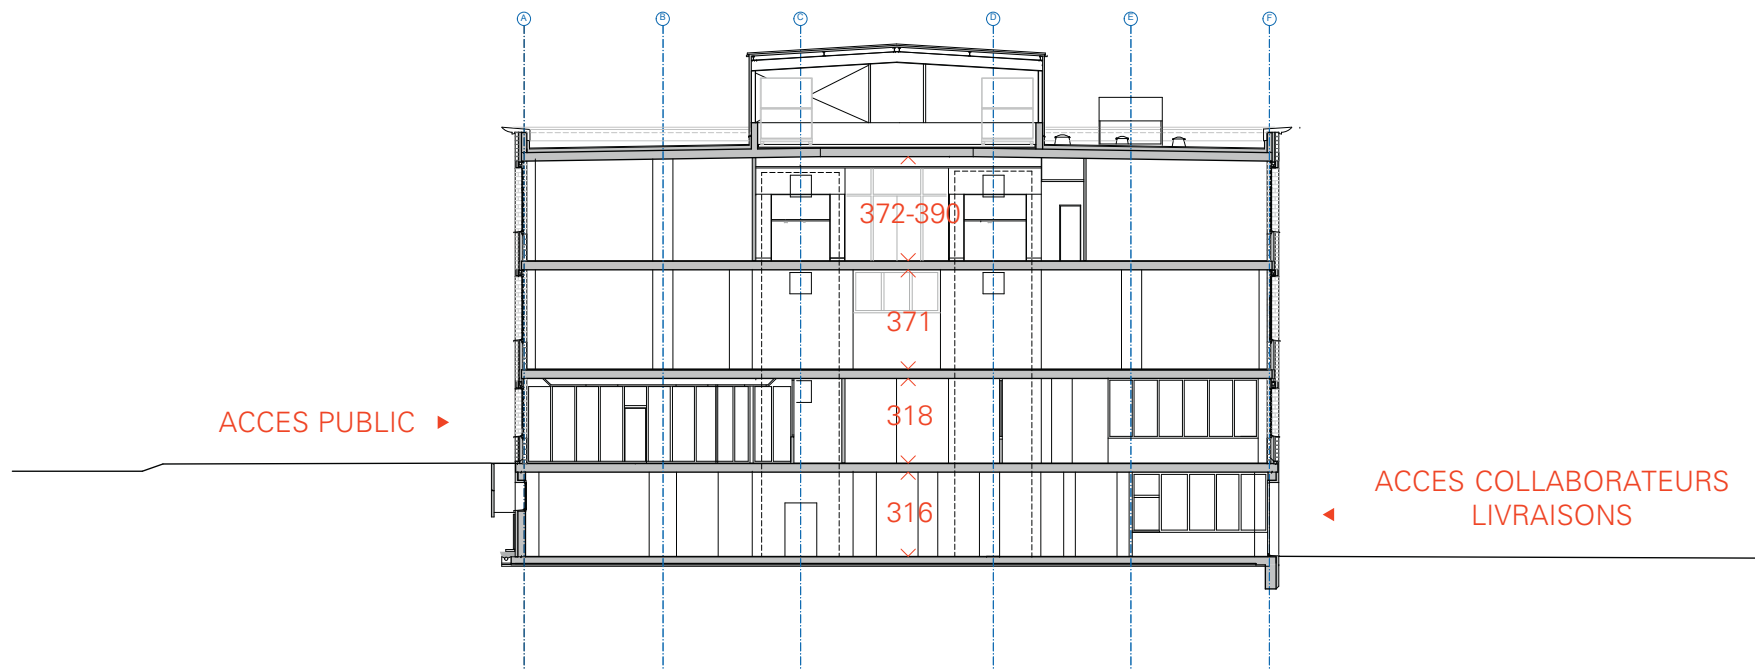 A B C D E F
372-390
371
318
ACCES PUBLIC
316
ACCES COLLABORATEURS
LIVRAISONS